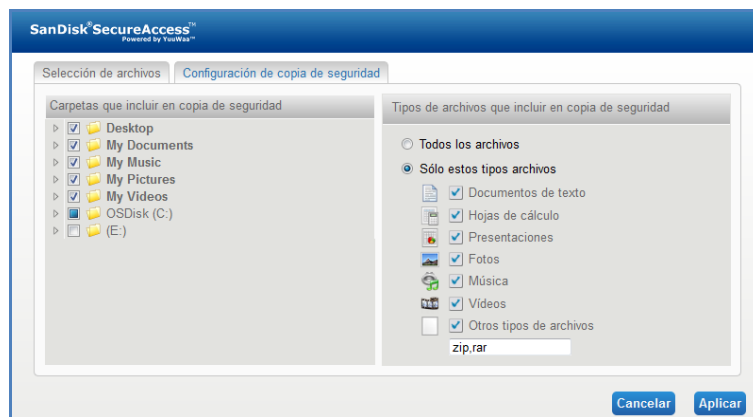 SanDisk®SecureAccess™
Powered by YuuWaa™
Selección de archivos
Configuración de copia de seguridad
Carpetas que incluir en copia de seguridad
Desktop
My Documents
My Music
My Pictures
My Videos
OSDisk (C:)
(E:)
Tipos de archivos que incluir en copia de seguridad
Todos los archivos
Sólo estos tipos archivos
Documentos de texto
Hojas de cálculo
Presentaciones
Fotos
Música
Vídeos
Otros tipos de archivos
zip,rar
Cancelar
Aplicar